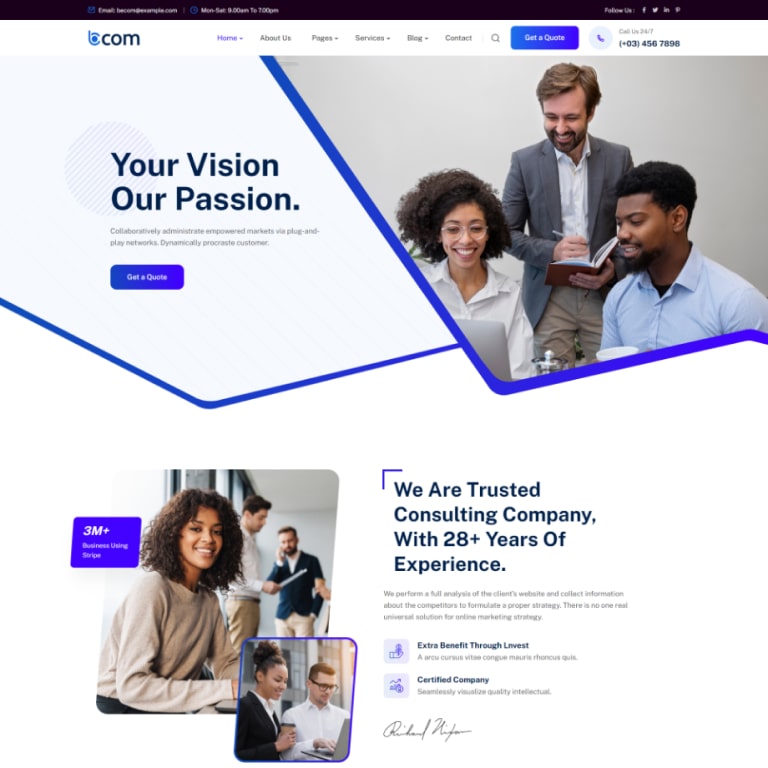 Email: becom@example.com | Mon-Sat: 9.00am To 7.00pm
Follow Us :
bcom
Home
About Us
Pages
Services
Blog
Contact
Get a Quote
Call Us 24/7
(+03) 456 7898
Your Vision
Our Passion.
Collaboratively administrate empowered markets via plug-and-
play networks. Dynamically procraste customer.
Get a Quote
3M+
Business Using
Stripe
We Are Trusted
Consulting Company,
With 28+ Years Of
Experience.
We perform a full analysis of the client's website and collect information
about the competitors to formulate a proper strategy. There is no one real
universal solution for online marketing strategy.
Extra Benefit Through Lnvest
A arcu cursus vitae congue mauris rhoncus quis.
Certified Company
Seamlessly visualize quality intellectual.